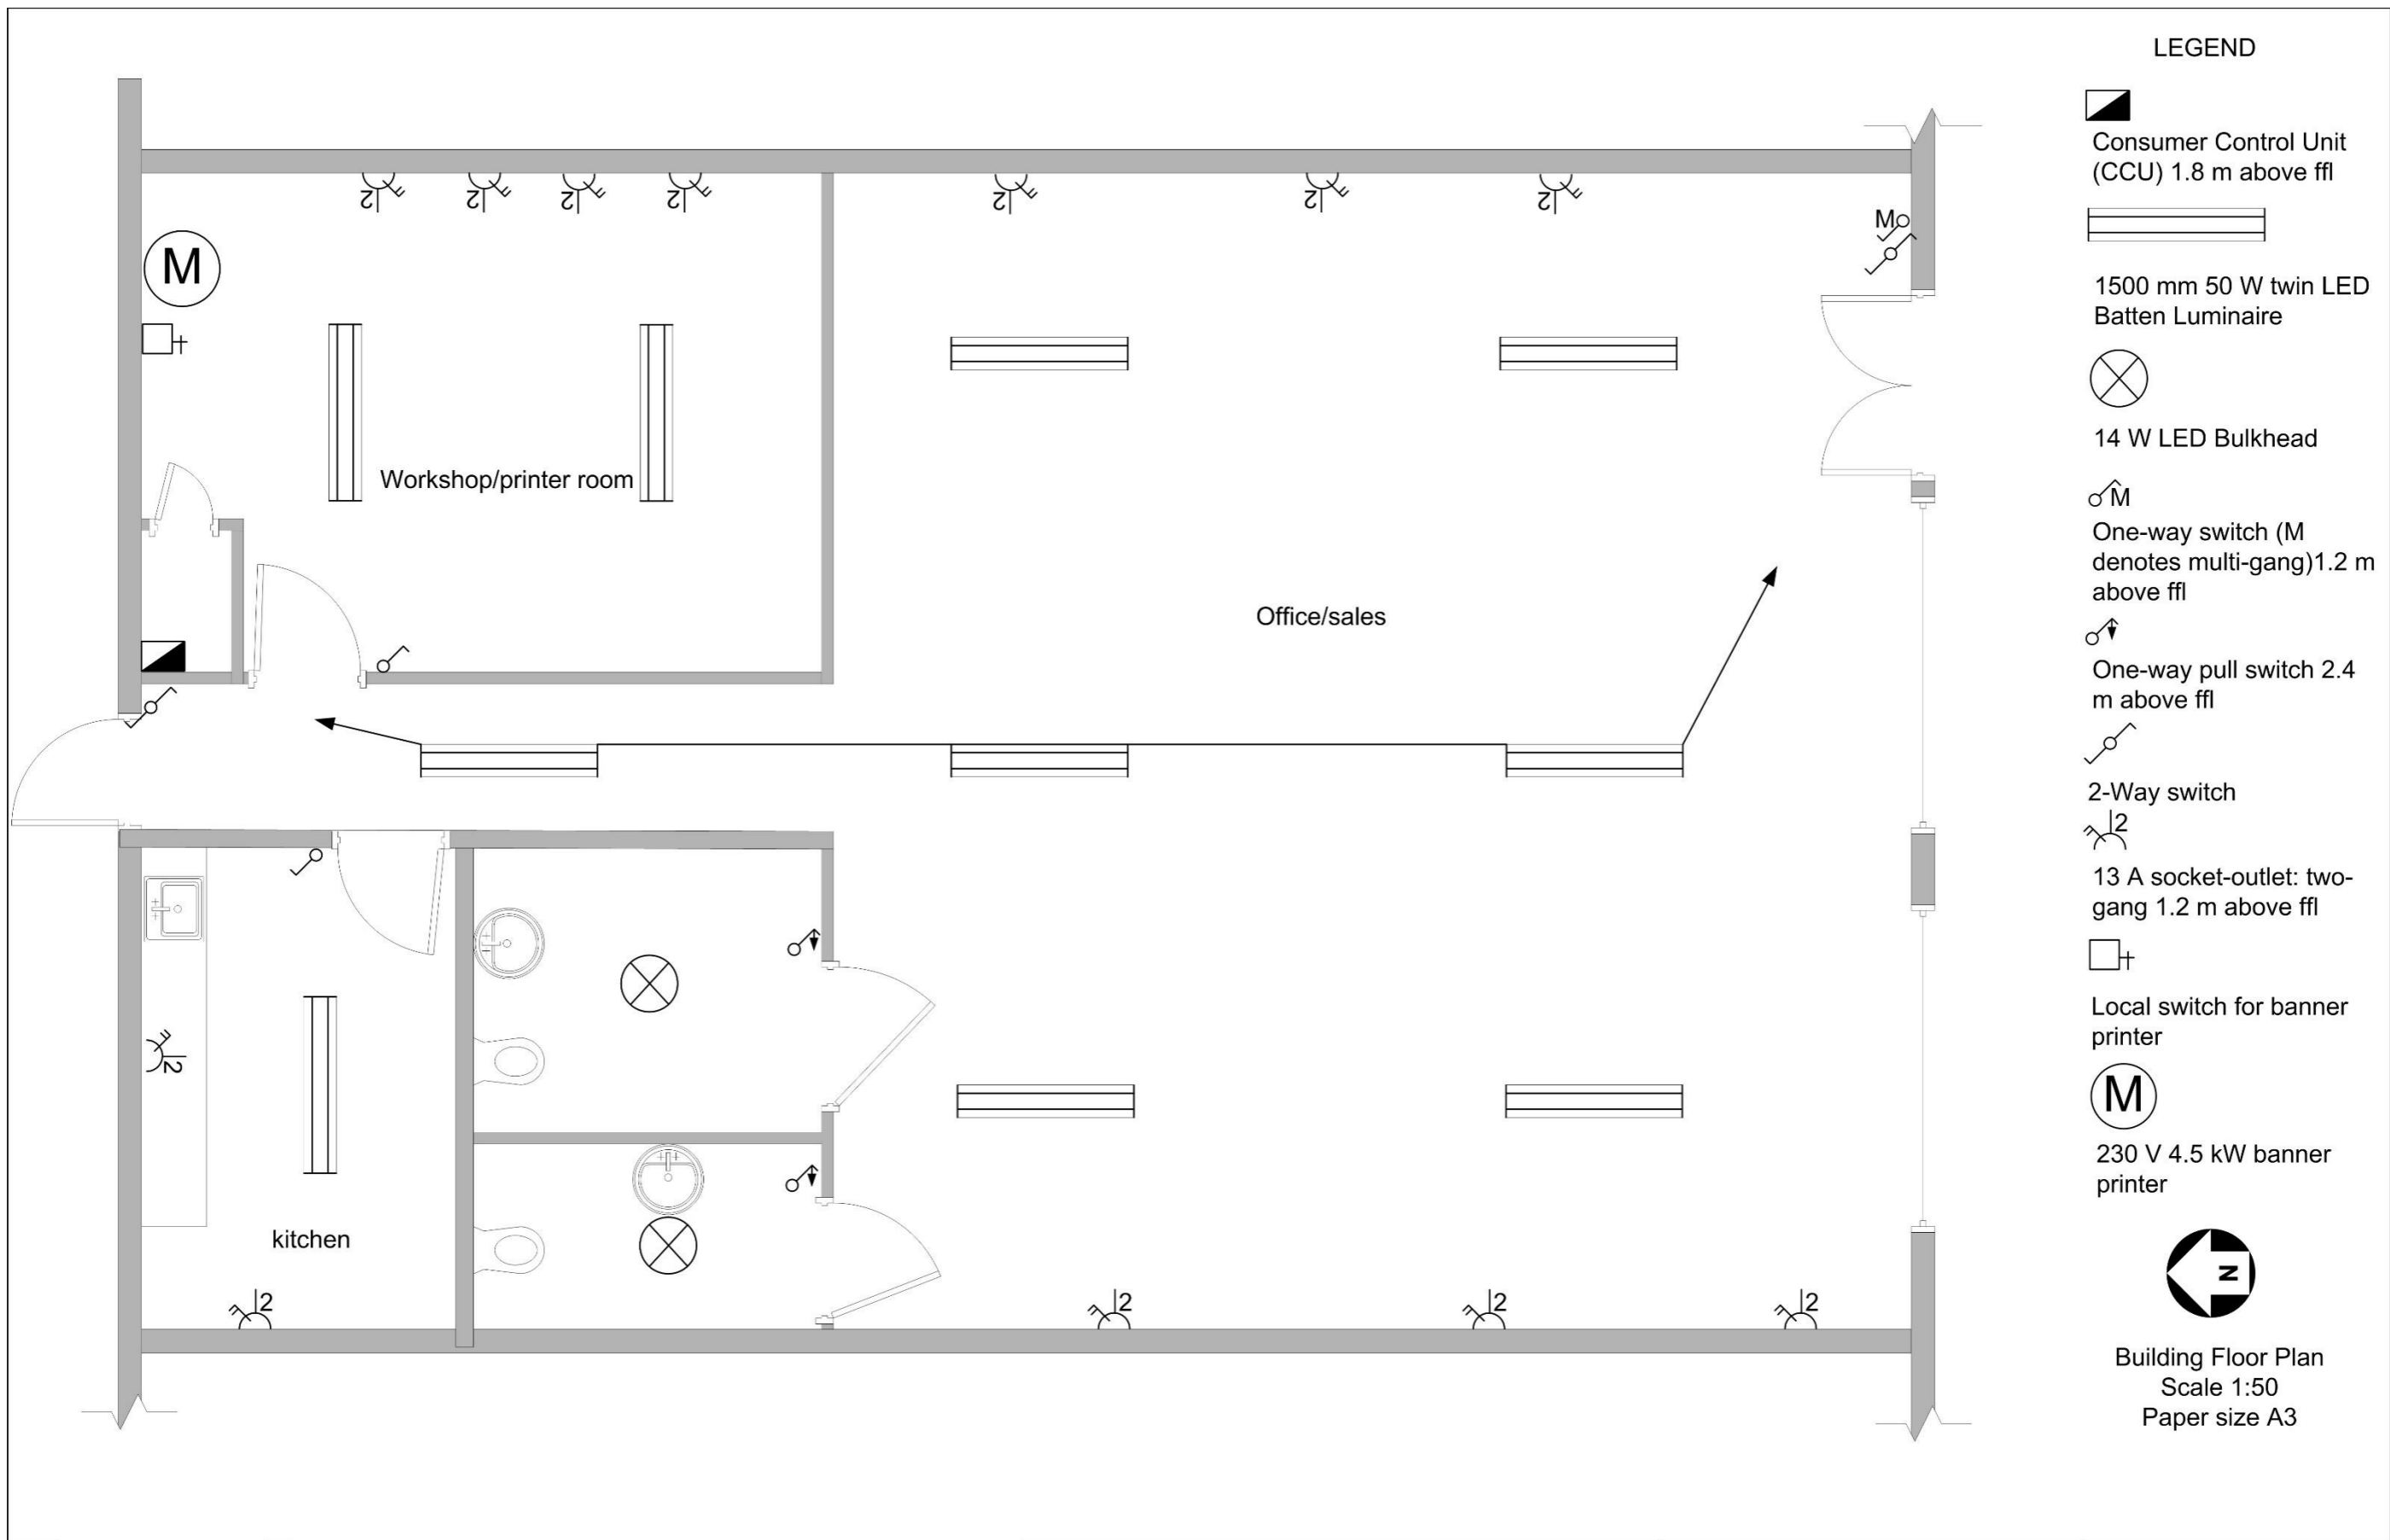 LEGEND
Consumer Control Unit
(CCU) 1.8 m above ffl
1500 mm 50 W twin LED
Batten Luminaire
14 W LED Bulkhead
M
One-way switch (M
denotes multi-gang)1.2 m
above ffl
One-way pull switch 2.4
m above ffl
2-Way switch
2
13 A socket-outlet: two-
gang 1.2 m above ffl
Local switch for banner
printer
M
230 V 4.5 kW banner
printer
N
Building Floor Plan
Scale 1:50
Paper size A3
2
2
2
2
2
2
2
M
M
Workshop/printer room
Office/sales
2
kitchen
2
2
2
2